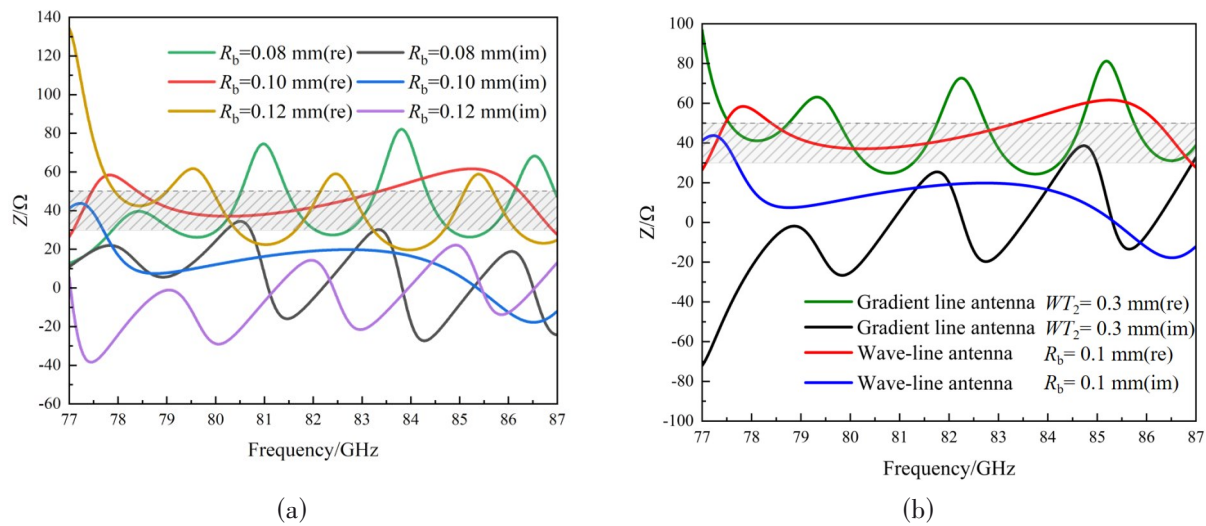 140
120
100
80
60
40
20
0
-20
-40
-60
Z/Ω
R_b=0.08 mm(re)
R_b=0.08 mm(im)
R_b=0.10 mm(re)
R_b=0.10 mm(im)
R_b=0.12 mm(re)
R_b=0.12 mm(im)
77 78 79 80 81 82 83 84 85 86 87
Frequency/GHz
(a)
100
80
60
40
20
0
-20
-40
-60
-80
-100
Z/Ω
Gradient line antenna WT_2= 0.3 mm(re)
Gradient line antenna WT_2= 0.3 mm(im)
Wave-line antenna R_b= 0.1 mm(re)
Wave-line antenna R_b= 0.1 mm(im)
77 78 79 80 81 82 83 84 85 86 87
Frequency/GHz
(b)